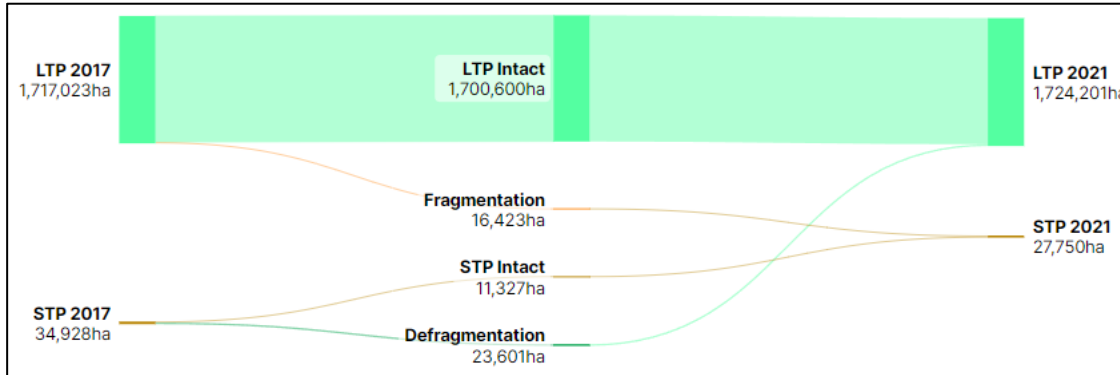 LTP 2017
1,717,023ha
LTP Intact
1,700,600ha
LTP 2021
1,724,201ha
Fragmentation
16,423ha
STP 2021
27,750ha
STP Intact
11,327ha
STP 2017
34,928ha
Defragmentation
23,601ha